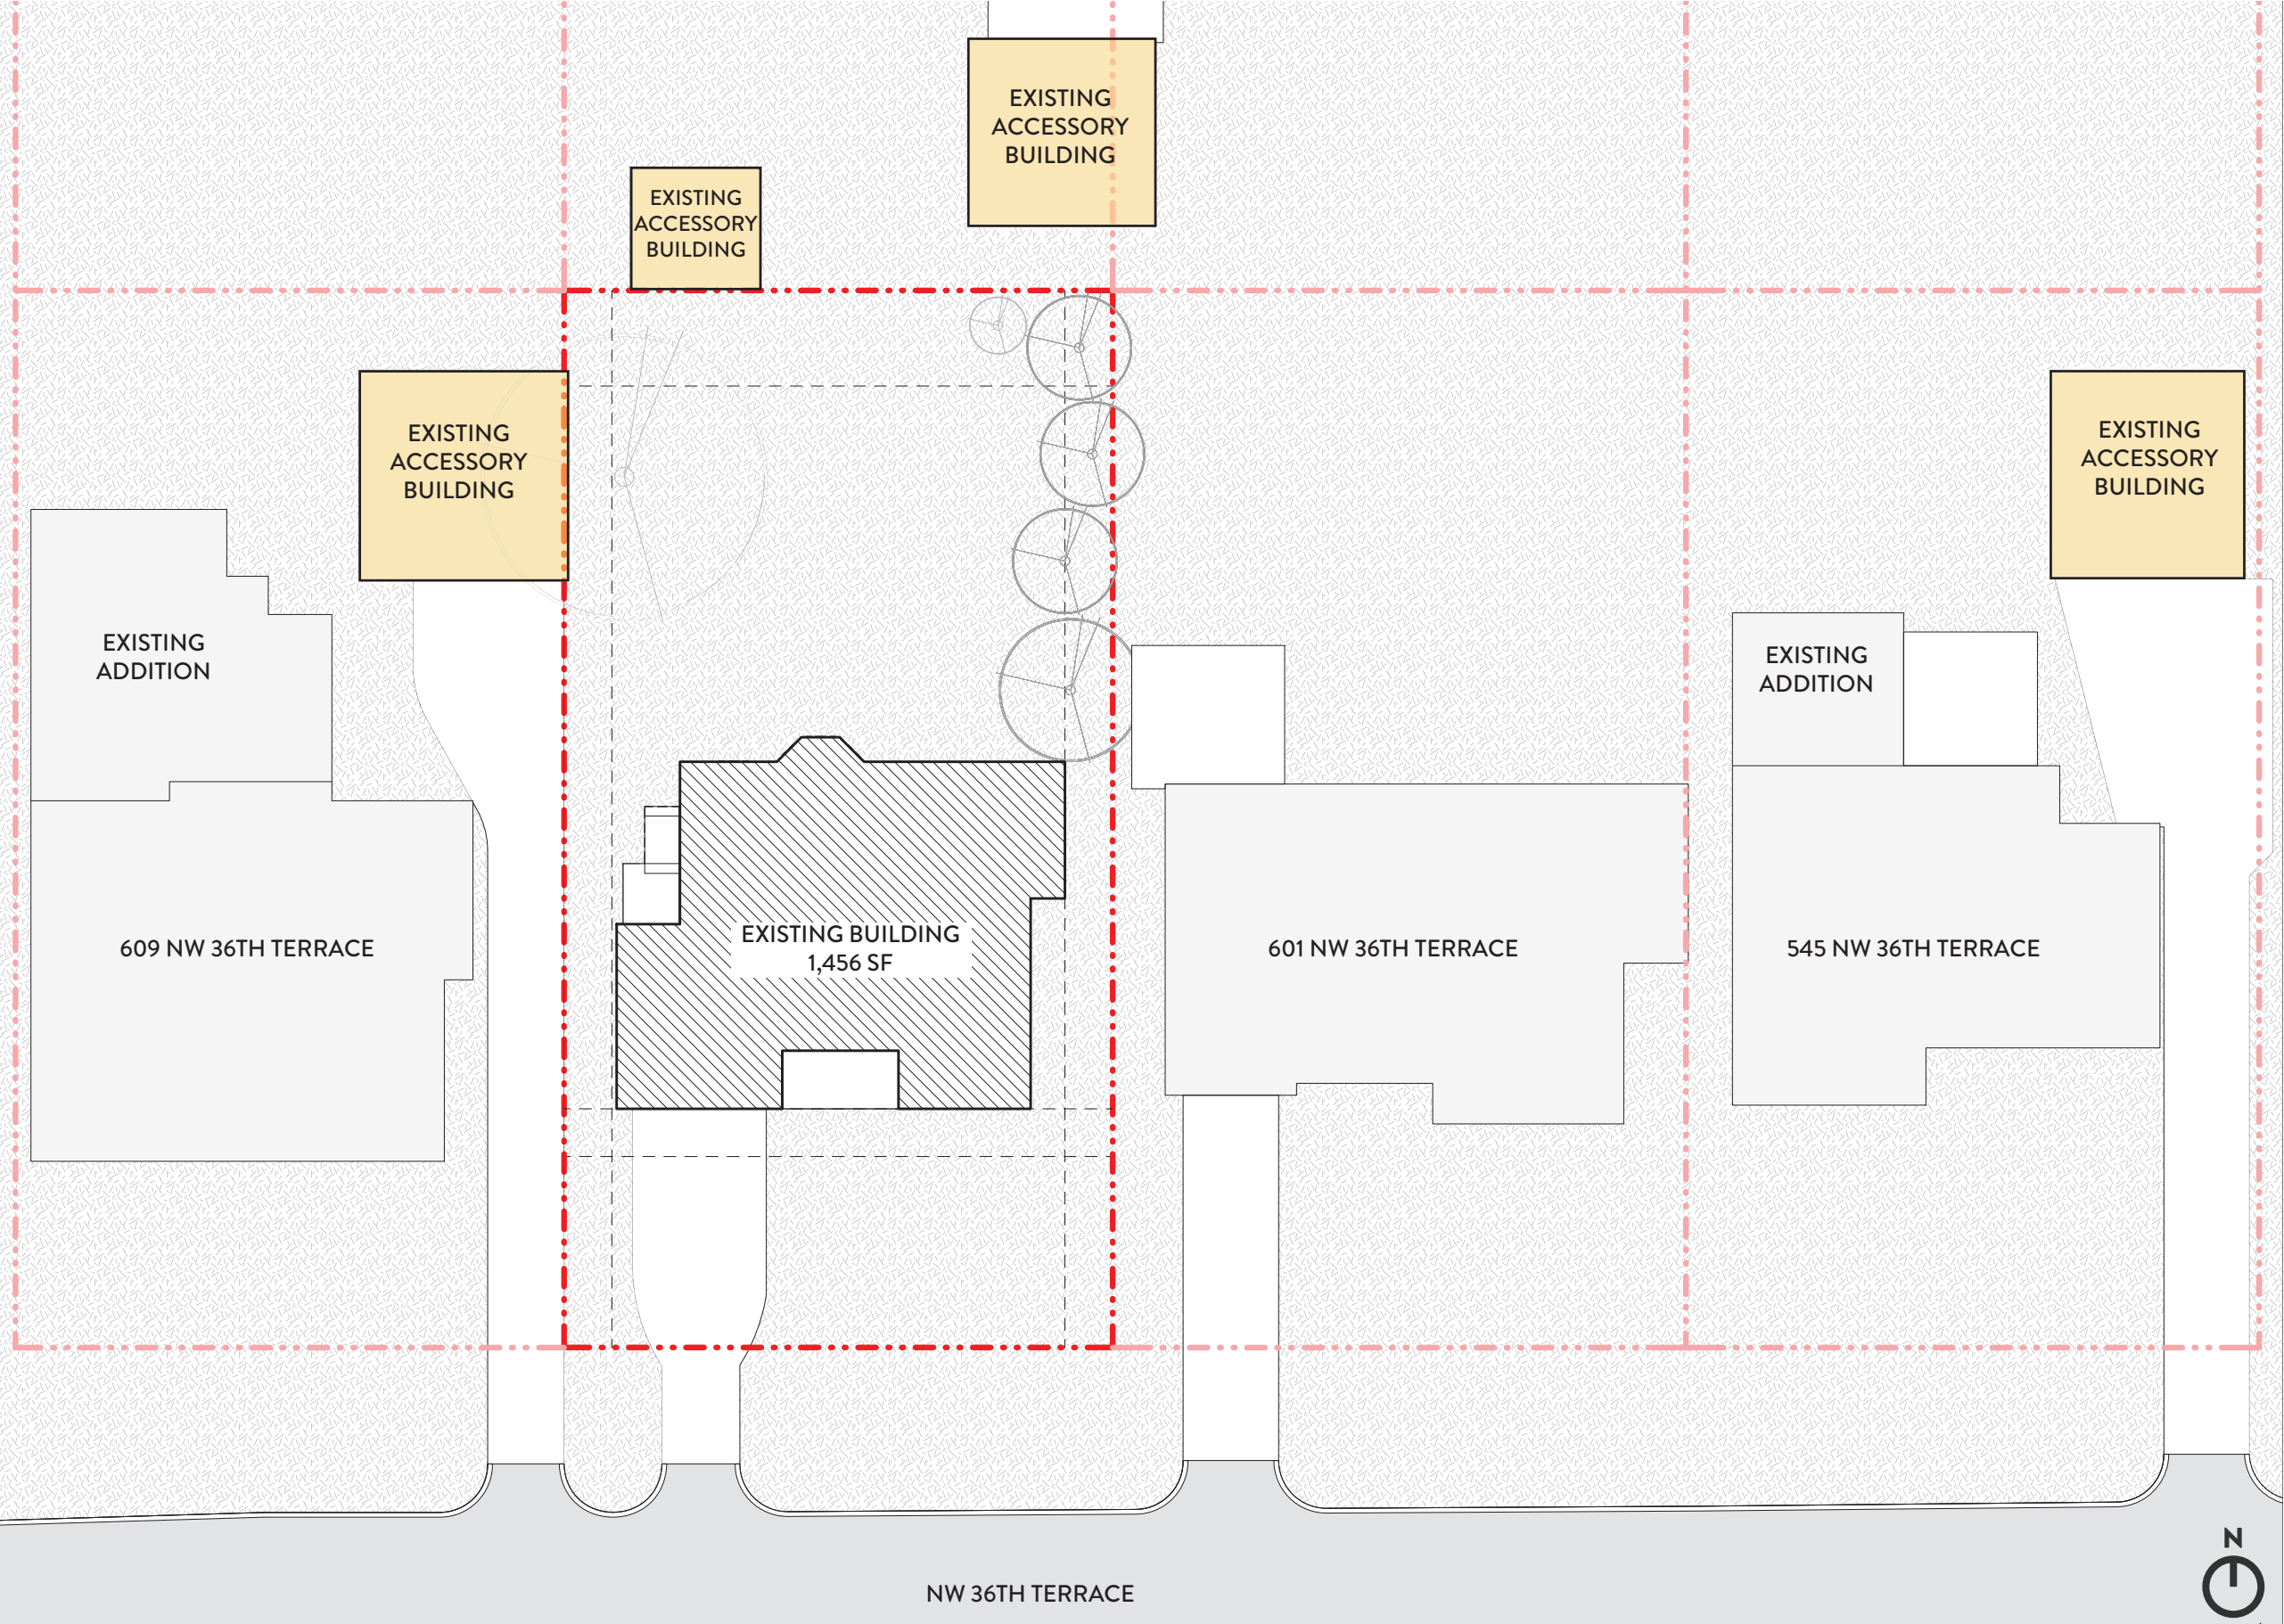 EXISTING
ACCESSORY
BUILDING
EXISTING
ACCESSORY
BUILDING
EXISTING
ACCESSORY
BUILDING
EXISTING
ACCESSORY
BUILDING
EXISTING
ADDITION
EXISTING
ADDITION
609 NW 36TH TERRACE
EXISTING BUILDING
1,456 SF
601 NW 36TH TERRACE
545 NW 36TH TERRACE
N
NW 36TH TERRACE